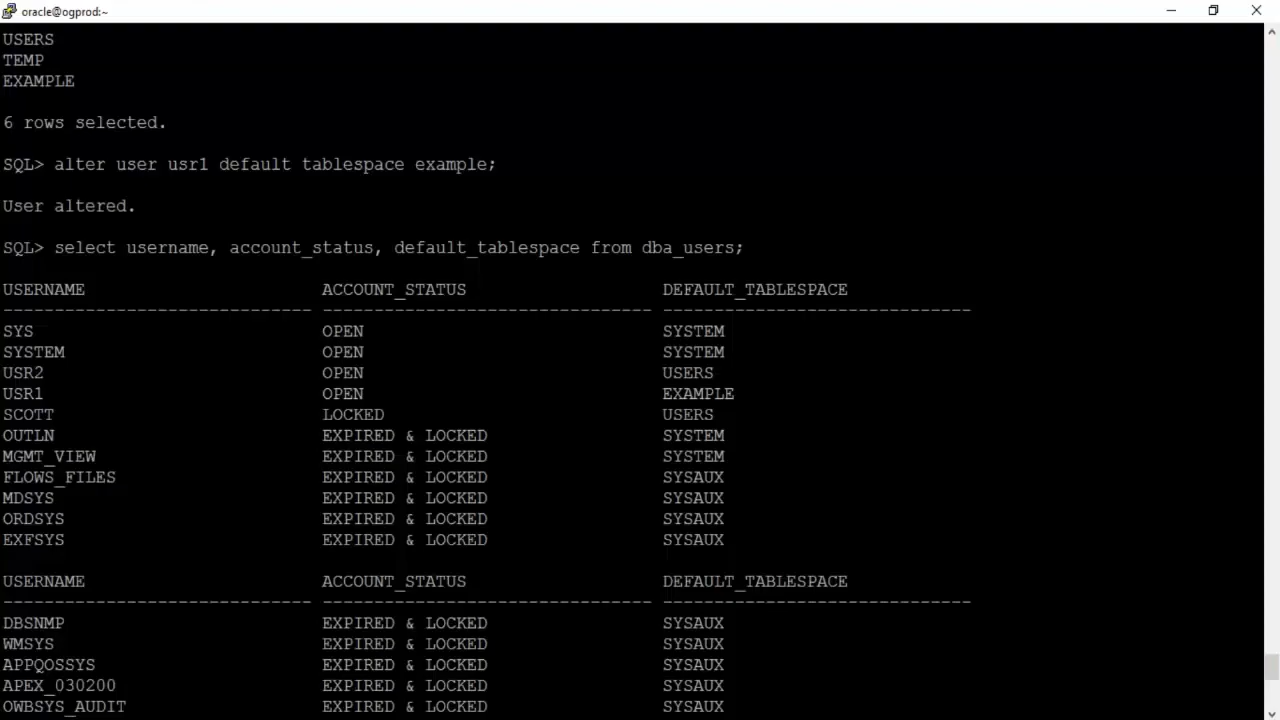 oracle@ogprod:~
USERS
TEMP
EXAMPLE
6 rows selected.
SQL> alter user usr1 default tablespace example;
User altered.
SQL> select username, account_status, default_tablespace from dba_users;
USERNAME ACCOUNT_STATUS DEFAULT_TABLESPACE
------------------------------ -------------------------------- ------------------------------
SYS OPEN SYSTEM
SYSTEM OPEN SYSTEM
USR2 OPEN USERS
USR1 OPEN EXAMPLE
SCOTT LOCKED USERS
OUTLN EXPIRED & LOCKED SYSTEM
MGMT_VIEW EXPIRED & LOCKED SYSTEM
FLOWS_FILES EXPIRED & LOCKED SYSAUX
MDSYS EXPIRED & LOCKED SYSAUX
ORDSYS EXPIRED & LOCKED SYSAUX
EXFSYS EXPIRED & LOCKED SYSAUX
USERNAME ACCOUNT_STATUS DEFAULT_TABLESPACE
------------------------------ -------------------------------- ------------------------------
DBSNMP EXPIRED & LOCKED SYSAUX
WMSYS EXPIRED & LOCKED SYSAUX
APPQOSSYS EXPIRED & LOCKED SYSAUX
APEX_030200 EXPIRED & LOCKED SYSAUX
OWBSYS_AUDIT EXPIRED & LOCKED SYSAUX